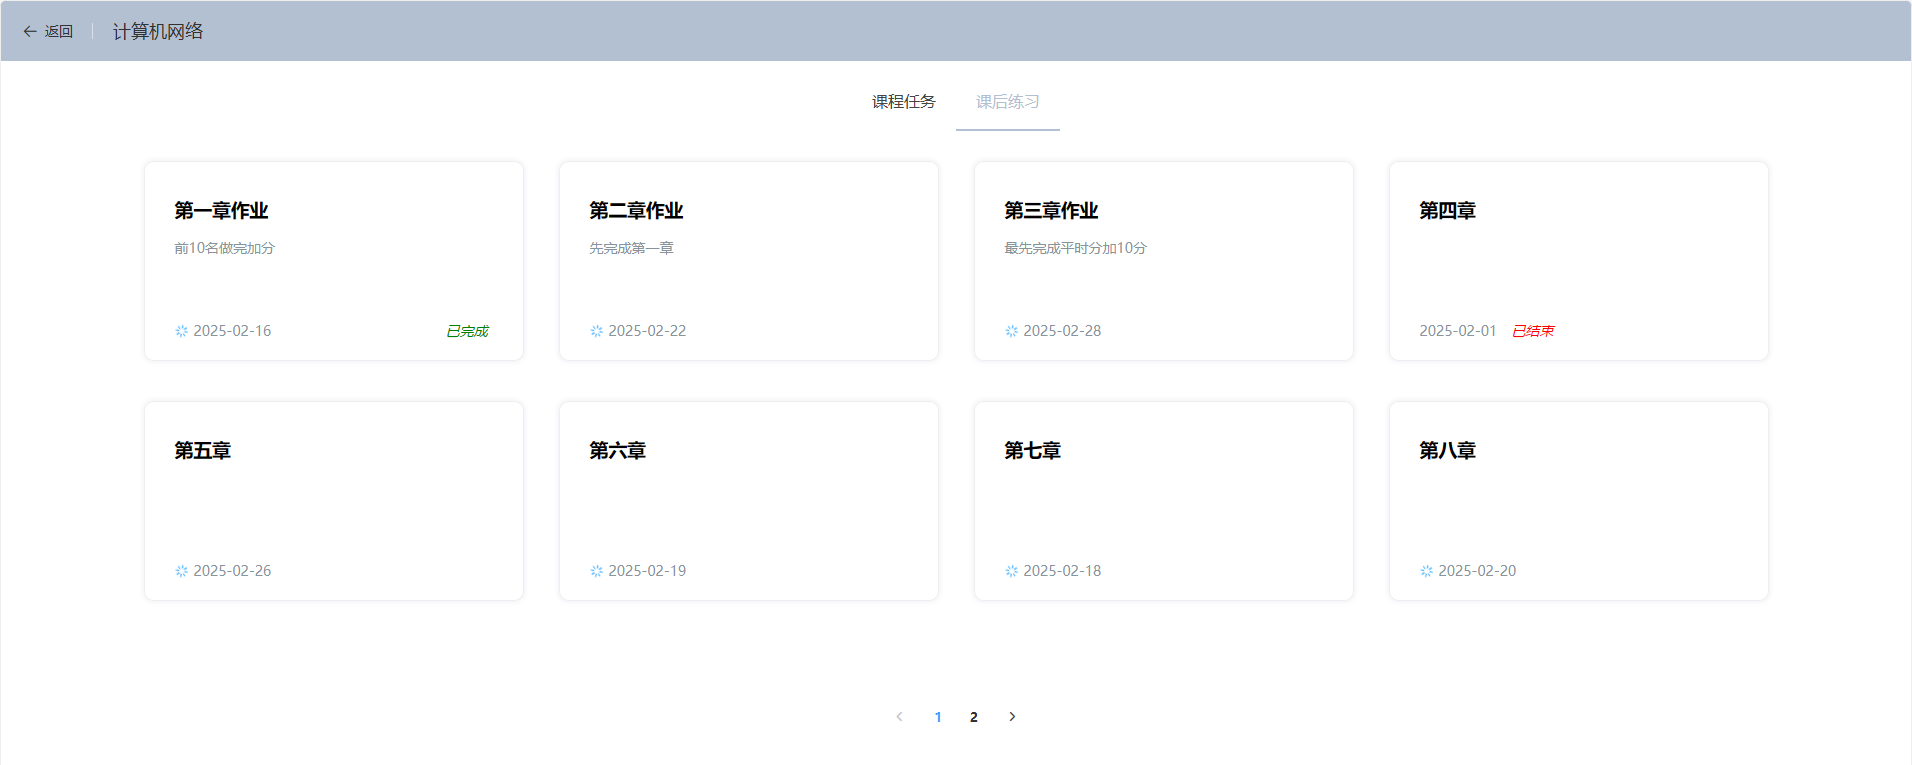 返回 计算机网络
课程任务 课后练习
第一章作业
前10名做完加分
2025-02-16 已完成
第二章作业
先完成第一章
2025-02-22
第三章作业
最先完成平时分加10分
2025-02-28
第四章
2025-02-01 已结束
第五章
2025-02-26
第六章
2025-02-19
第七章
2025-02-18
第八章
2025-02-20
1 2